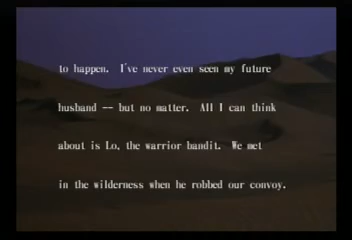 to happen. I've never even seen my future
husband -- but no matter. All I can think
about is Lo, the warrior bandit. We met
in the wilderness when he robbed our convoy.